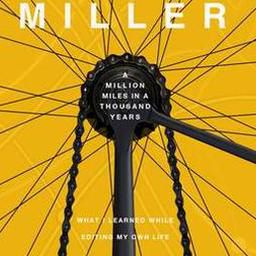 MILLER
A
MILLION
MILES IN A
THOUSAND
YEARS
WHAT I LEARNED WHILE
EDITING MY OWN LIFE